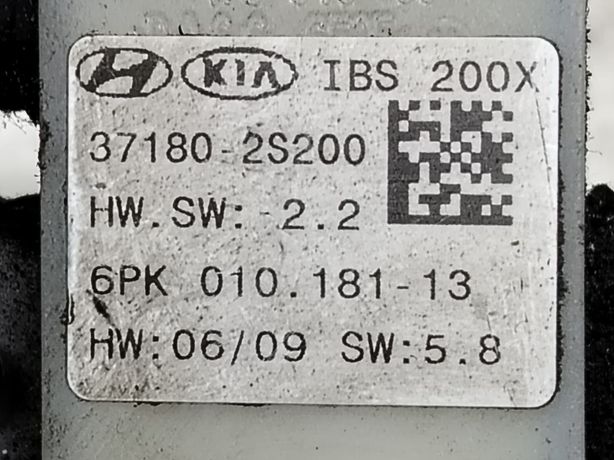 KIA IBS 200X
37180-2S200
HW.SW: 2.2
6PK 010.181-13
HW:06/09 SW:5.8